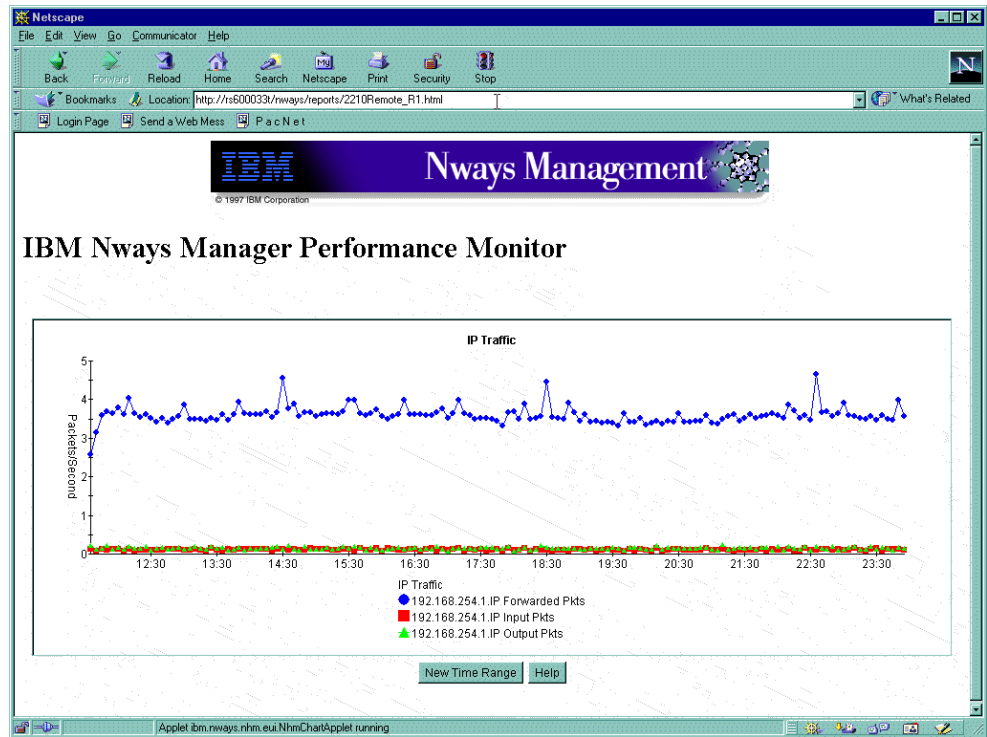 Netscape
File Edit View Go Communicator Help
Back Forward Reload Home Search Netscape Print Security Stop
My
N
Bookmarks Location: http://rs600033t/nways/reports/2210Remote_R1.html What's Related
Login Page Send a Web Mess P a c N e t
IBM Nways Management
© 1997 IBM Corporation
IBM Nways Manager Performance Monitor
IP Traffic
Packets/Second
5
4
3
2
1
0
12:30 13:30 14:30 15:30 16:30 17:30 18:30 19:30 20:30 21:30 22:30 23:30
IP Traffic
192.168.254.1.IP Forwarded Pkts
192.168.254.1.IP Input Pkts
192.168.254.1.IP Output Pkts
New Time Range Help
Applet ibm.nways.nhm.eui.NhmChartApplet running